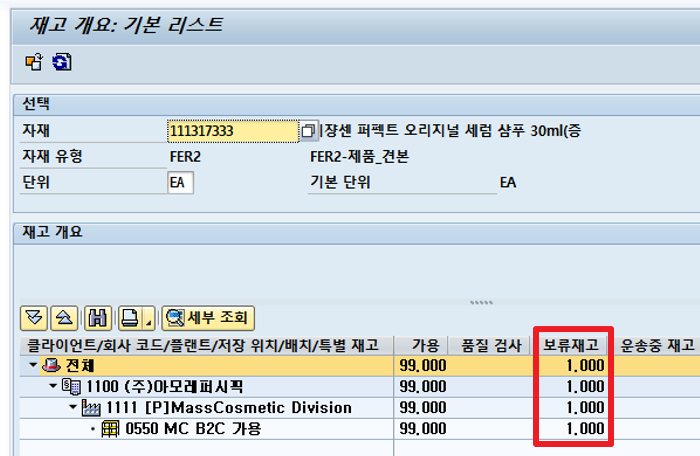 재고 개요: 기본 리스트
선택
자재 111317333 장센 퍼펙트 오리지널 세럼 샴푸 30ml(증
자재 유형 FER2 FER2-제품_견본
단위 EA 기본 단위 EA
재고 개요
세부 조회
클라이언트/회사 코드/플랜트/저장 위치/배치/특별 재고 가용 품질 검사 보류재고 운송중 재고
전체 99.000 1.000
1100 (주)아모레퍼시픽 99.000 1.000
1111 [P]MassCosmetic Division 99.000 1.000
0550 MC B2C 가용 99.000 1.000